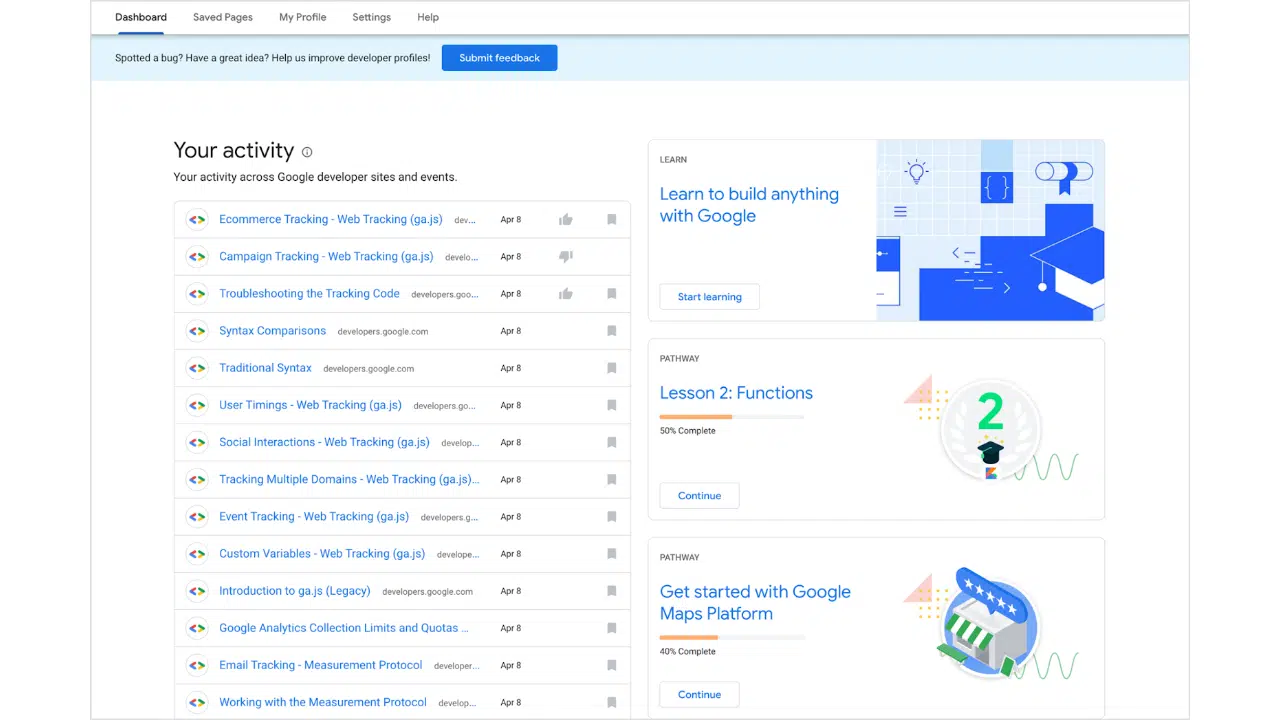 Dashboard Saved Pages My Profile Settings Help
Spotted a bug? Have a great idea? Help us improve developer profiles! Submit feedback
Your activity
Your activity across Google developer sites and events.
Ecommerce Tracking - Web Tracking (ga.js) dev... Apr 8
Campaign Tracking - Web Tracking (ga.js) develo... Apr 8
Troubleshooting the Tracking Code developers.goo... Apr 8
Syntax Comparisons developers.google.com Apr 8
Traditional Syntax developers.google.com Apr 8
User Timings - Web Tracking (ga.js) developers.go... Apr 8
Social Interactions - Web Tracking (ga.js) develop... Apr 8
Tracking Multiple Domains - Web Tracking (ga.js)... Apr 8
Event Tracking - Web Tracking (ga.js) developers.g... Apr 8
Custom Variables - Web Tracking (ga.js) develope... Apr 8
Introduction to ga.js (Legacy) developers.google.com Apr 8
Google Analytics Collection Limits and Quotas ... Apr 8
Email Tracking - Measurement Protocol developer... Apr 8
Working with the Measurement Protocol develop... Apr 8
LEARN
Learn to build anything
with Google
Start learning
{ }
PATHWAY
Lesson 2: Functions
50% Complete
Continue
2
PATHWAY
Get started with Google
Maps Platform
40% Complete
Continue